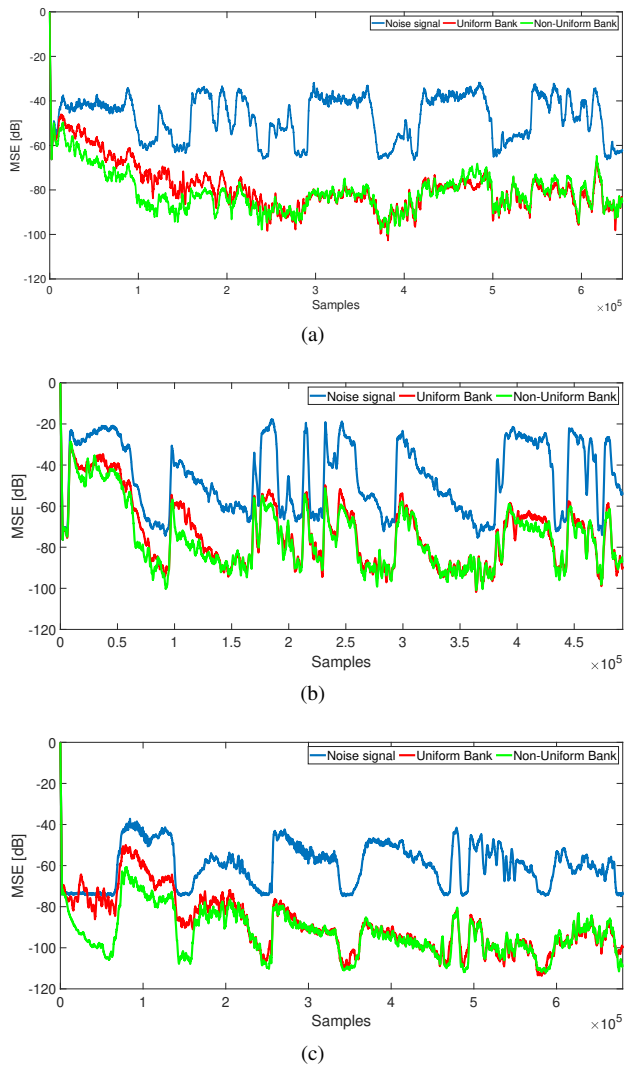 0
-20
-40
-60
-80
-100
-120
MSE [dB]
Noise signal Uniform Bank Non-Uniform Bank
0 1 2 3 4 5 6
Samples
×10⁵
(a)
0
-20
-40
-60
-80
-100
-120
MSE [dB]
Noise signal Uniform Bank Non-Uniform Bank
0 0.5 1 1.5 2 2.5 3 3.5 4 4.5
Samples
×10⁵
(b)
0
-20
-40
-60
-80
-100
-120
MSE [dB]
Noise signal Uniform Bank Non-Uniform Bank
0 1 2 3 4 5 6
Samples
×10⁵
(c)